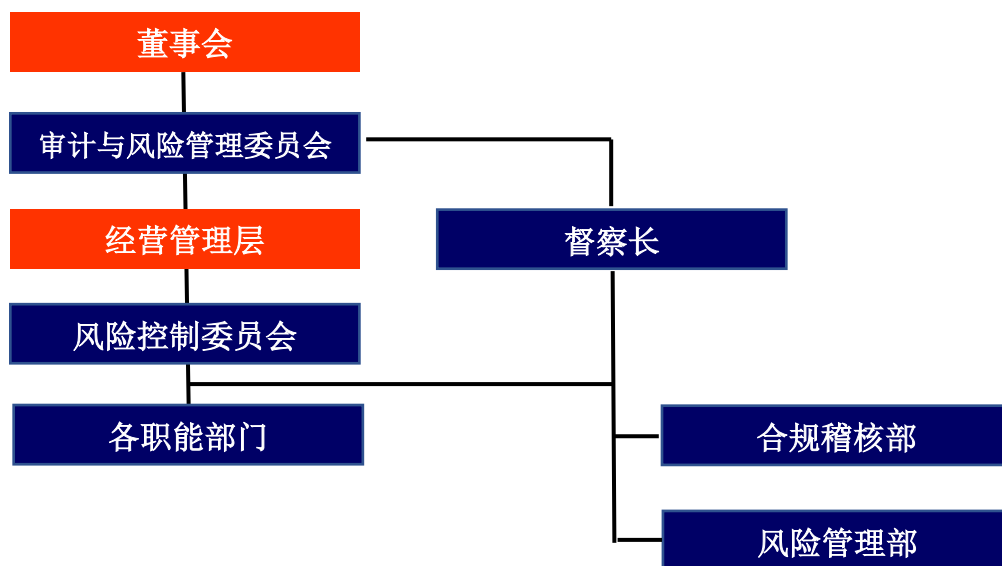 董事会
审计与风险管理委员会
经营管理层
督察长
风险控制委员会
各职能部门
合规稽核部
风险管理部